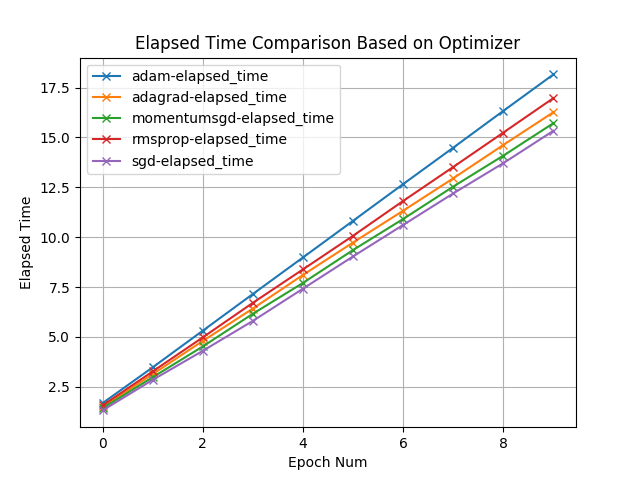 Elapsed Time Comparison Based on Optimizer
adam-elapsed_time
adagrad-elapsed_time
momentumsgd-elapsed_time
rmsprop-elapsed_time
sgd-elapsed_time
17.5
15.0
12.5
10.0
7.5
5.0
2.5
Elapsed Time
0 2 4 6 8
Epoch Num